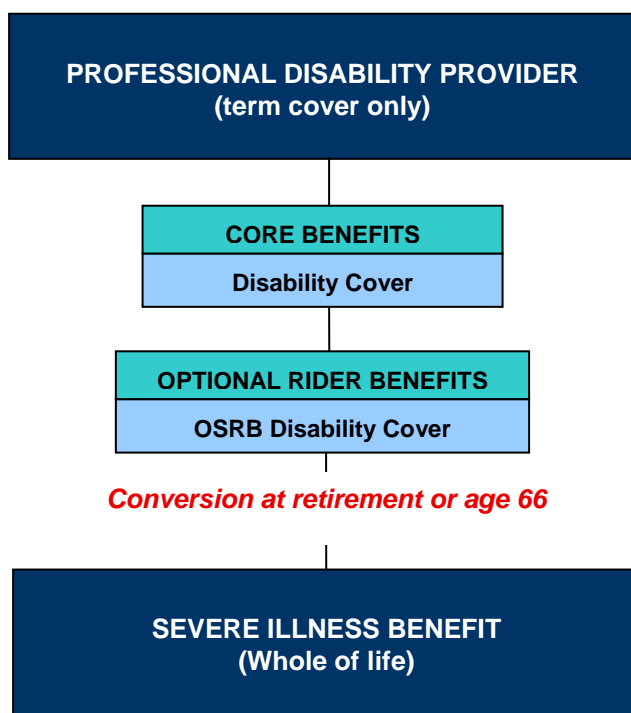 PROFESSIONAL DISABILITY PROVIDER
(term cover only)
CORE BENEFITS
Disability Cover
OPTIONAL RIDER BENEFITS
OSRB Disability Cover
Conversion at retirement or age 66
SEVERE ILLNESS BENEFIT
(Whole of life)